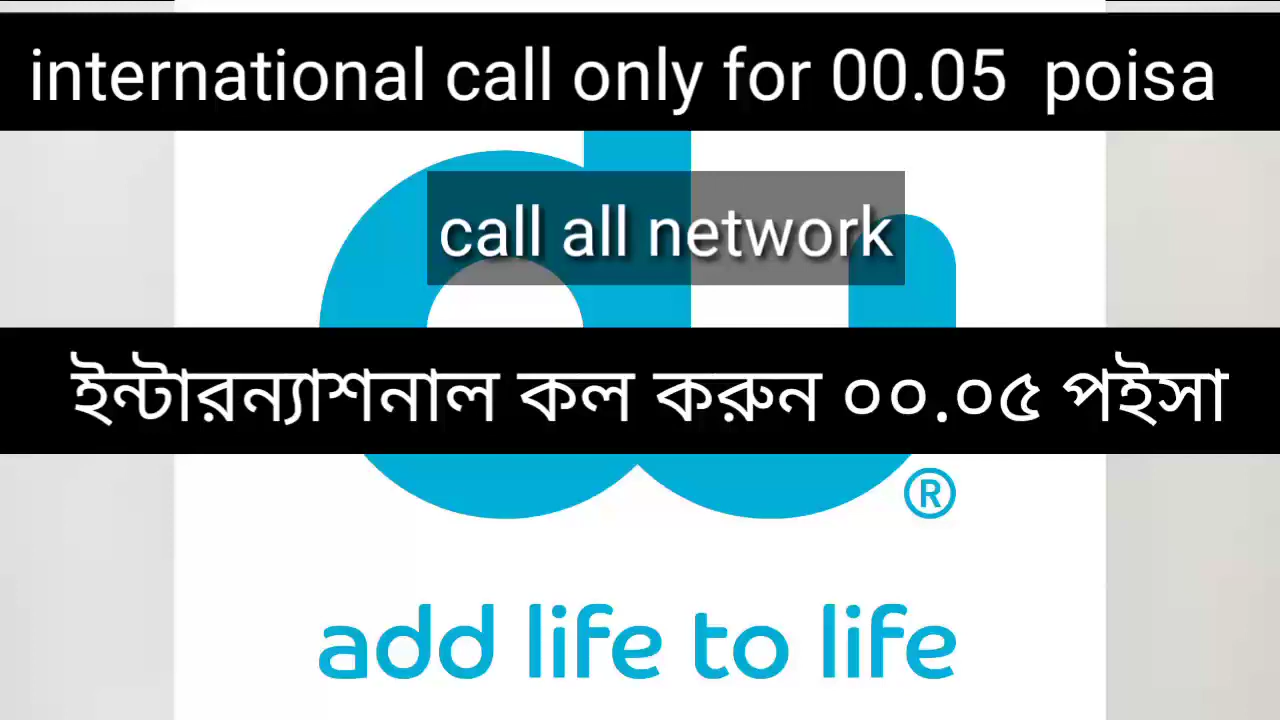 international call only for 00.05 poisa
call all network
ইন্টারন্যাশনাল কল করুন ০০.০৫ পইসা
du
®
add life to life